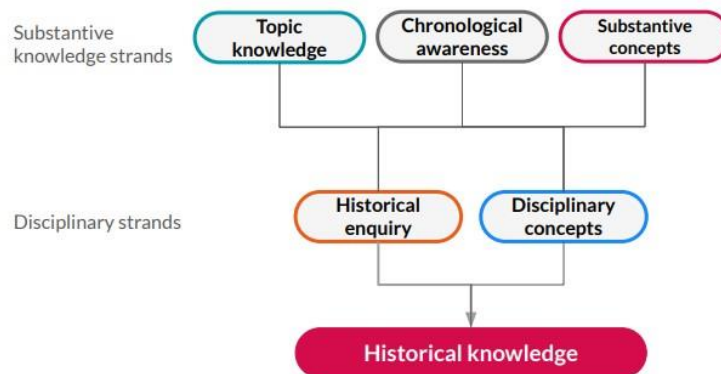 Substantive
knowledge strands
Topic
knowledge
Chronological
awareness
Substantive
concepts
Disciplinary strands
Historical
enquiry
Disciplinary
concepts
Historical knowledge